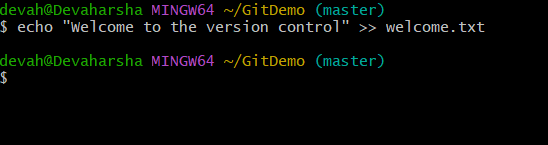 devah@Devaharsha MINGW64 ~/GitDemo (master)
$ echo "Welcome to the version control" >> welcome.txt
devah@Devaharsha MINGW64 ~/GitDemo (master)
$